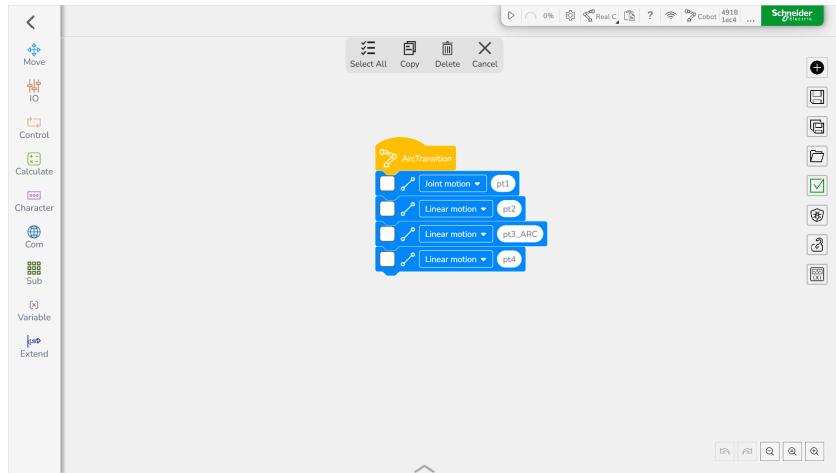 0%
Real C
?
Cobot
4918
1ec4
...
Schneider
Electric
Select All
Copy
Delete
Cancel
Move
IO
Control
Calculate
Character
Com
Sub
Variable
Extend
ArcTransition
Joint motion pt1
Linear motion pt2
Linear motion pt3_ARC
Linear motion pt4